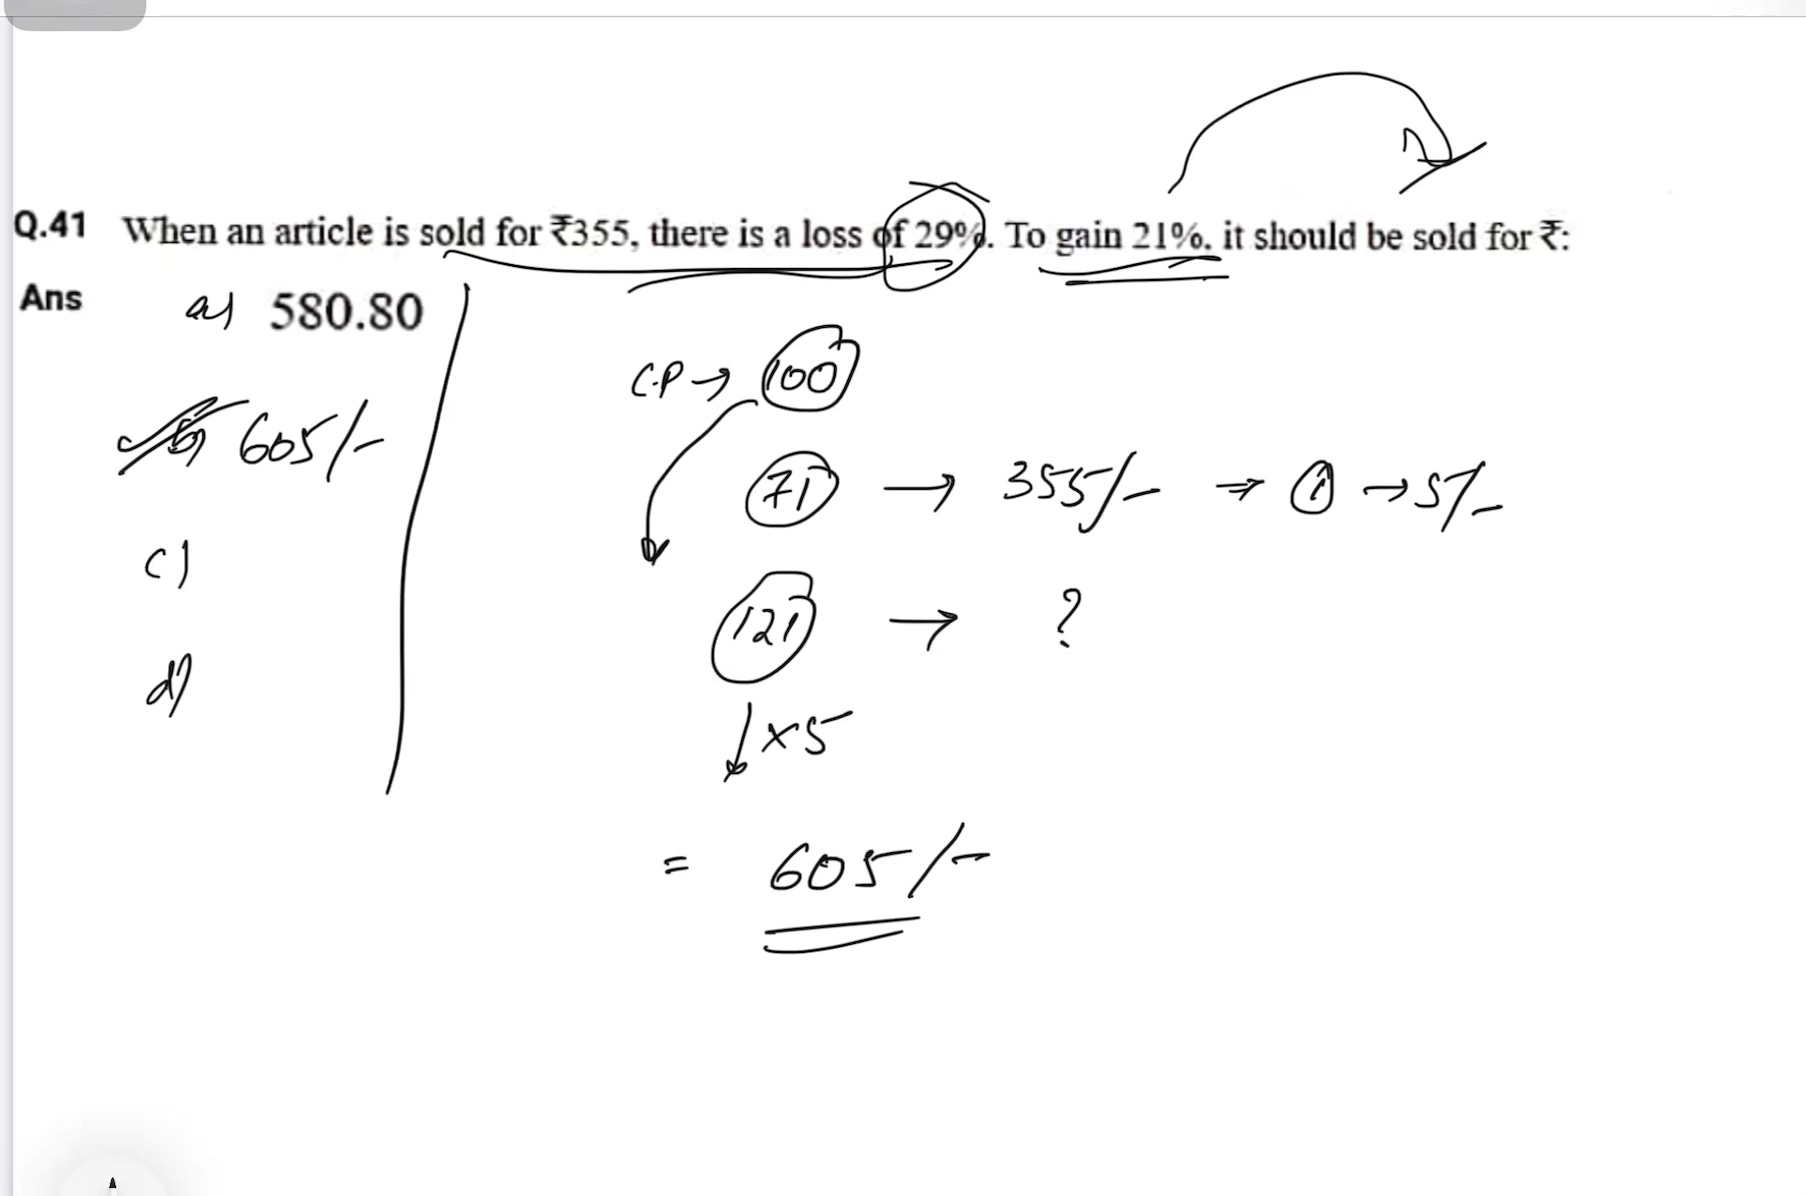 Q.41 When an article is sold for ₹355, there is a loss of 29%. To gain 21%, it should be sold for ₹:
Ans a) 580.80
C.P → 100
b) 605/-
71 → 355/- ⇒ 1 → 5/-
c)
121 → ?
d)
↓ ×5
= 605/-